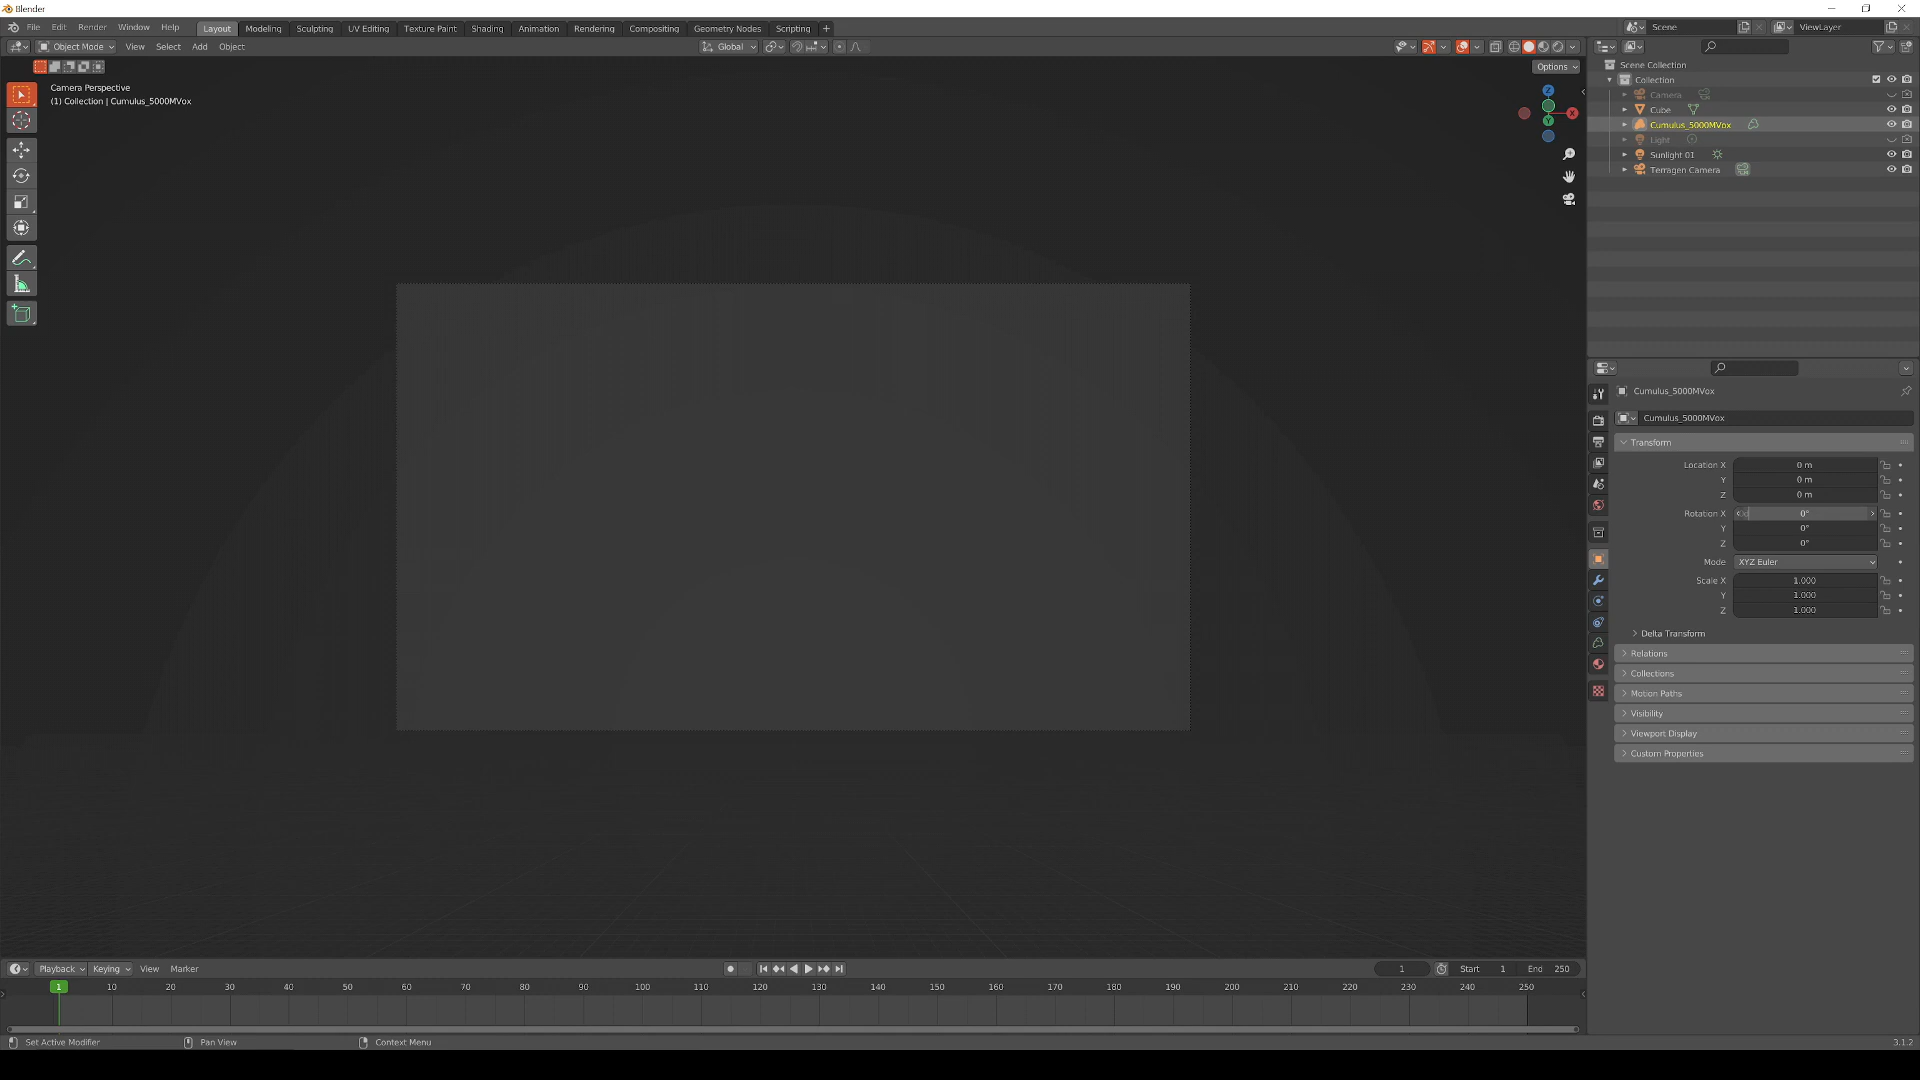 Blender
File Edit Render Window Help Layout Modeling Sculpting UV Editing Texture Paint Shading Animation Rendering Compositing Geometry Nodes Scripting + Scene ViewLayer
Object Mode View Select Add Object Global
Options
Camera Perspective
(1) Collection | Cumulus_5000MVox
Z
X
Y
Scene Collection
Collection
Camera
Cube
Cumulus_5000MVox
Light
Sunlight 01
Terragen Camera
Cumulus_5000MVox
Cumulus_5000MVox
Transform
Location X 0 m
Y 0 m
Z 0 m
Rotation X 0°
Y 0°
Z 0°
Mode XYZ Euler
Scale X 1.000
Y 1.000
Z 1.000
Delta Transform
Relations
Collections
Motion Paths
Visibility
Viewport Display
Custom Properties
Playback Keying View Marker 1 Start 1 End 250
1 10 20 30 40 50 60 70 80 90 100 110 120 130 140 150 160 170 180 190 200 210 220 230 240 250
Set Active Modifier Pan View Context Menu 3.1.2